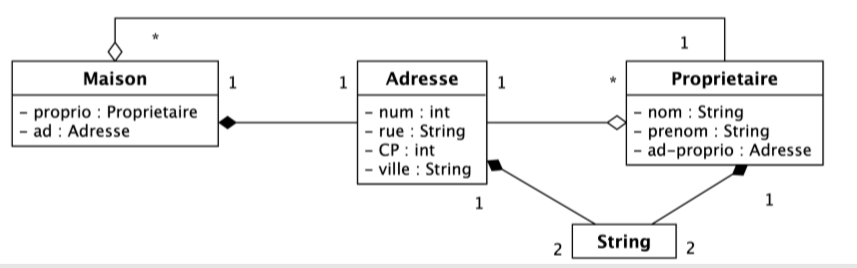 * 1
Maison 1 1 Adresse 1 * Proprietaire
- proprio : Proprietaire
- ad : Adresse
- num : int
- rue : String
- CP : int
- ville : String
- nom : String
- prenom : String
- ad-proprio : Adresse
1 1
2 String 2